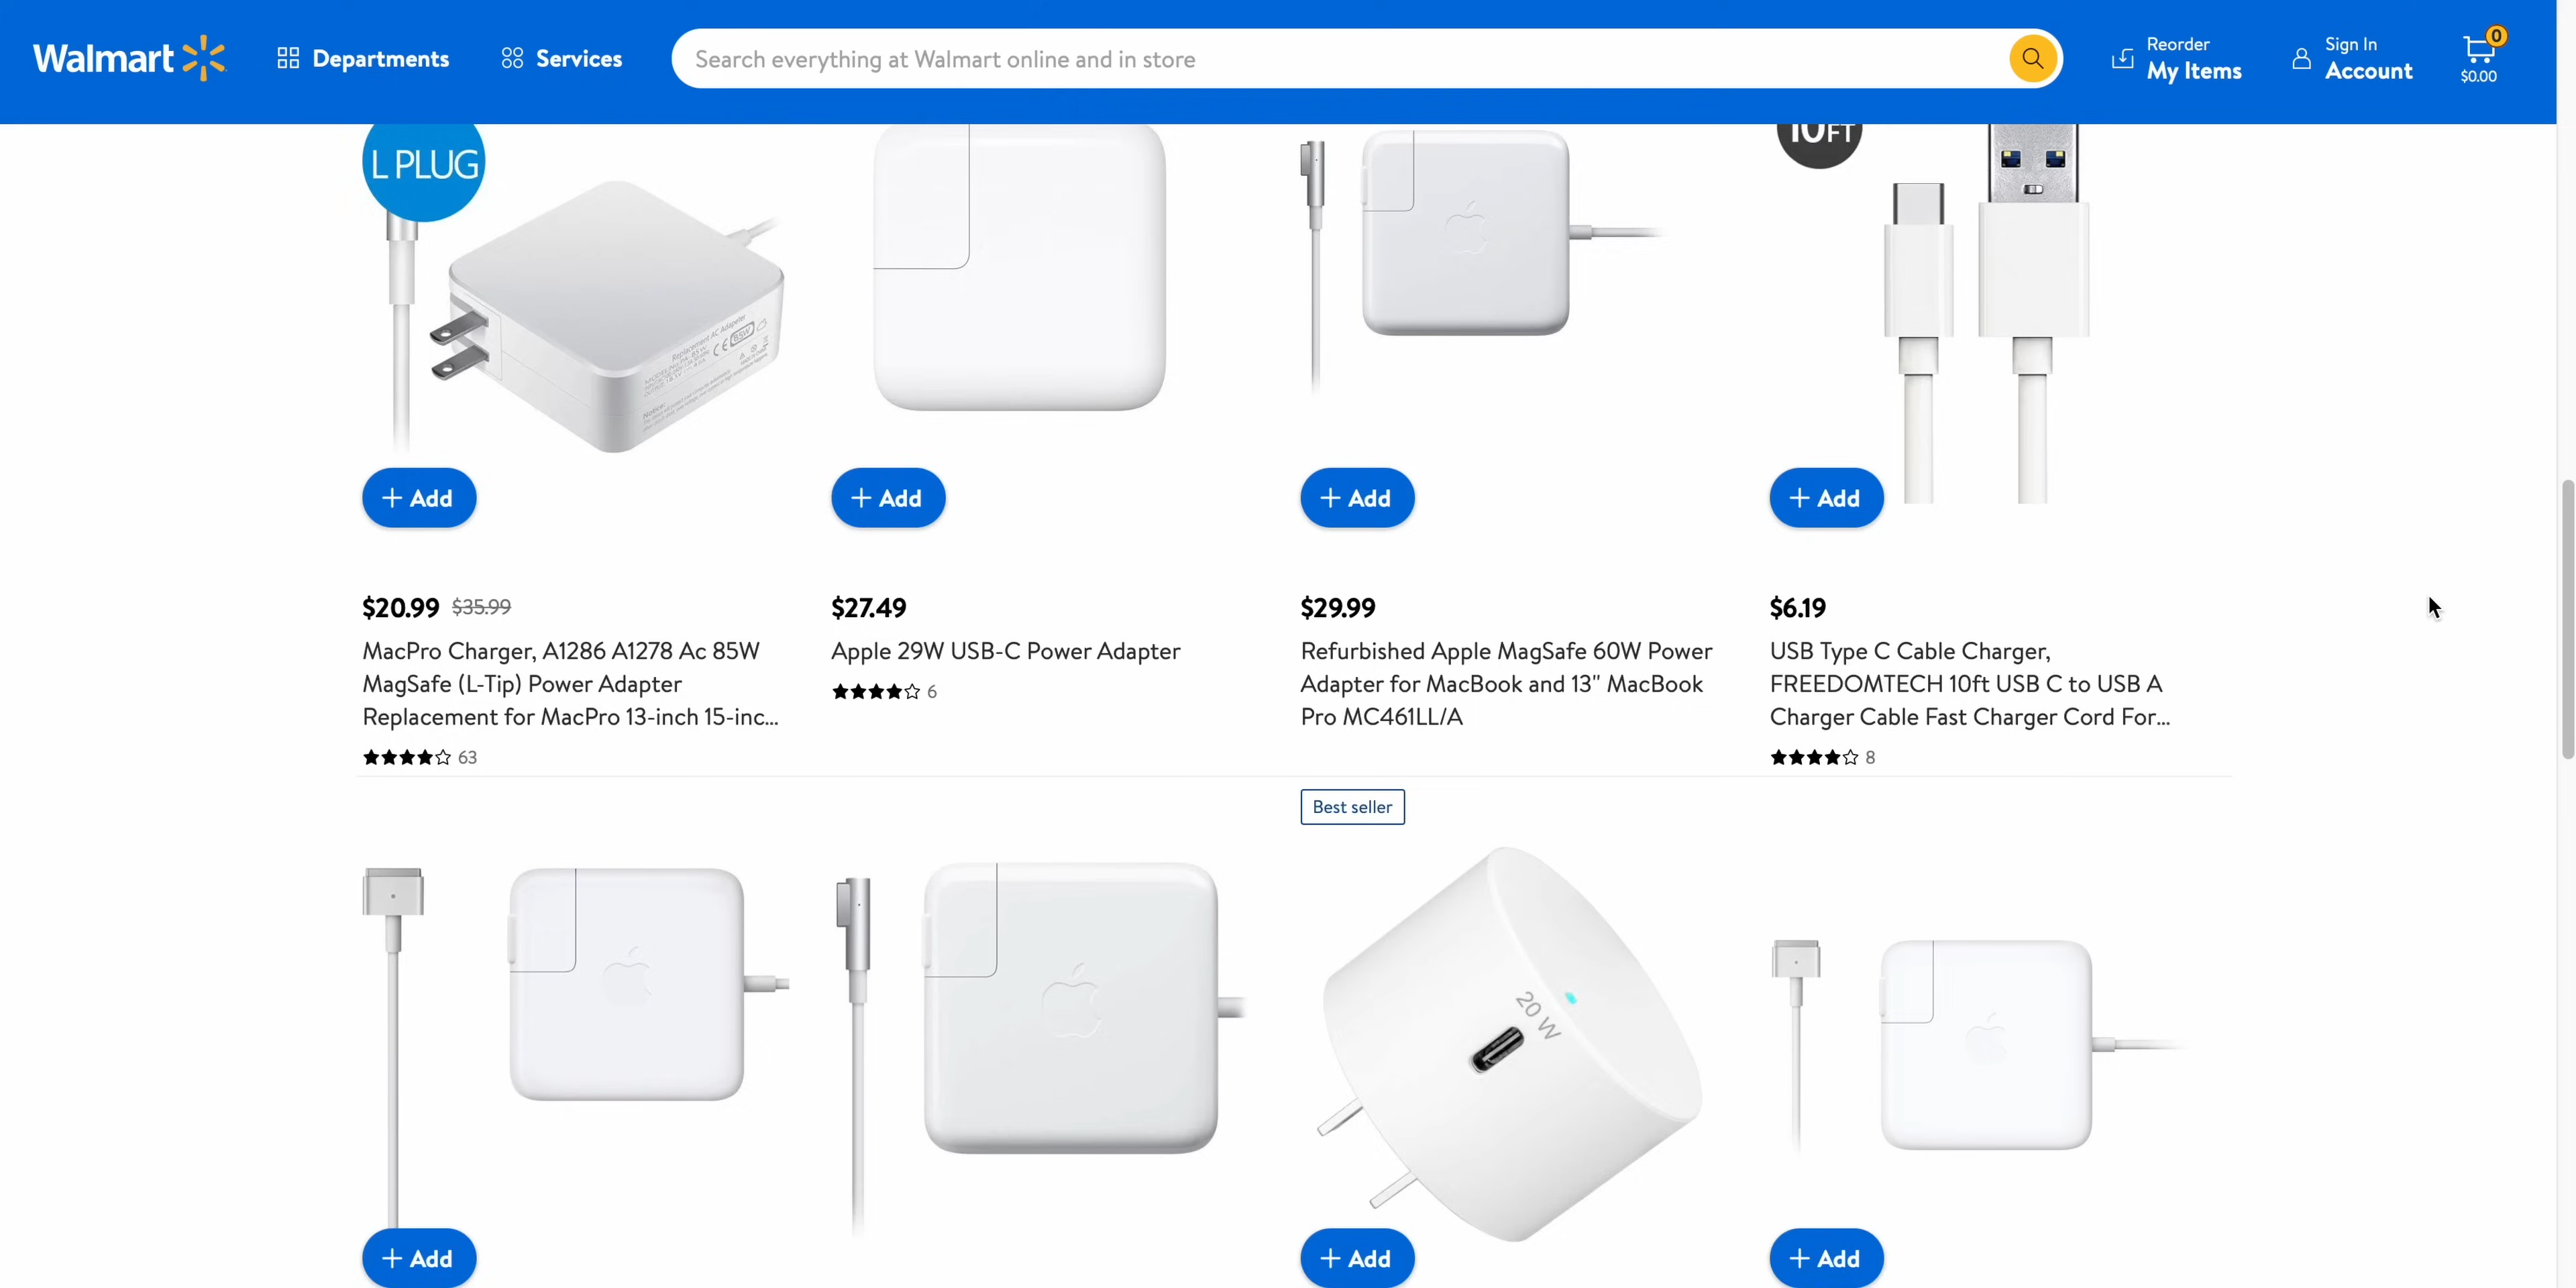 Walmart
Departments
Services
Search everything at Walmart online and in store
Reorder
My Items
Sign In
Account
0
$0.00
L PLUG
10FT
Replacement AC Adapeter
85W
Notice:
+ Add
+ Add
+ Add
+ Add
$20.99 $35.99
MacPro Charger, A1286 A1278 Ac 85W
MagSafe (L-Tip) Power Adapter
Replacement for MacPro 13-inch 15-inc...
63
$27.49
Apple 29W USB-C Power Adapter
6
$29.99
Refurbished Apple MagSafe 60W Power
Adapter for MacBook and 13" MacBook
Pro MC461LL/A
$6.19
USB Type C Cable Charger,
FREEDOMTECH 10ft USB C to USB A
Charger Cable Fast Charger Cord For...
8
Best seller
20 W
+ Add
+ Add
+ Add